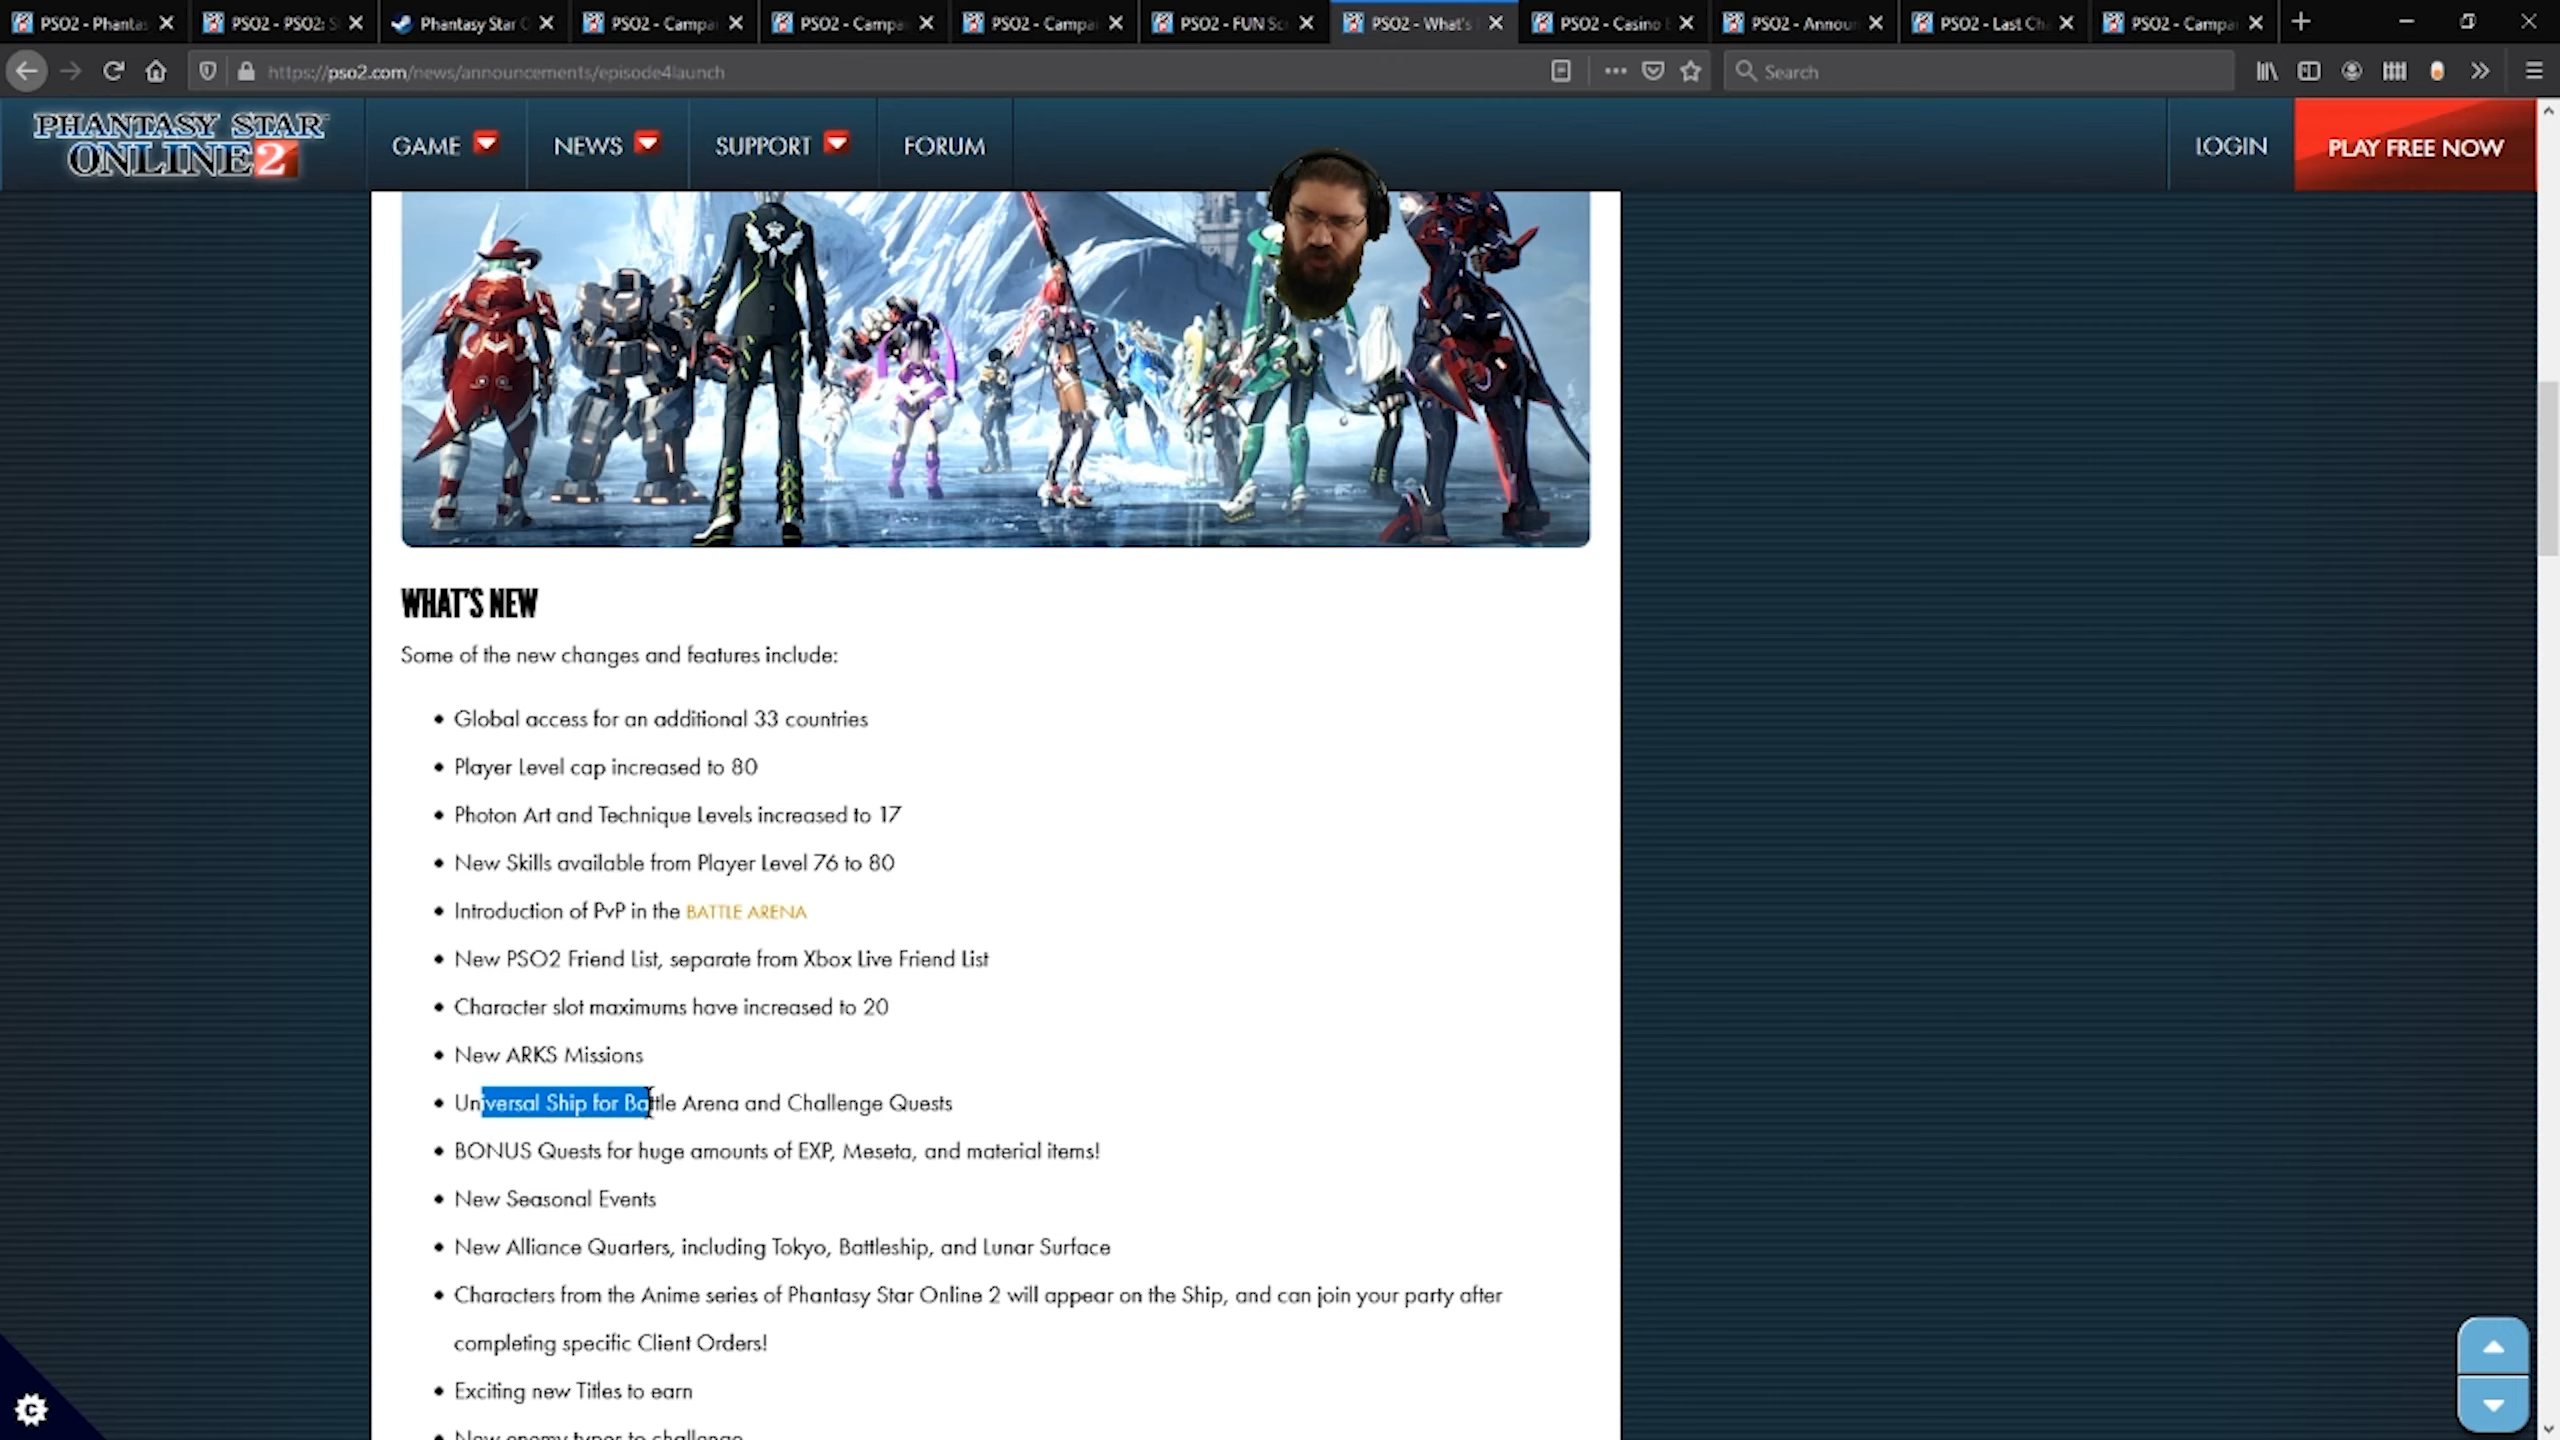 PSO2 - Phantas
PSO2 - PSO2:
Phantasy Star O
PSO2 - Campa
PSO2 - Campa
PSO2 - Campa
PSO2 - FUN Sc
PSO2 - What's
PSO2 - Casino
PSO2 - Announ
PSO2 - Last Ch
PSO2 - Campa
https://pso2.com/news/announcements/episode4launch
Search
PHANTASY STAR
ONLINE 2
GAME
NEWS
SUPPORT
FORUM
LOGIN
PLAY FREE NOW
WHAT'S NEW
Some of the new changes and features include:
• Global access for an additional 33 countries
• Player Level cap increased to 80
• Photon Art and Technique Levels increased to 17
• New Skills available from Player Level 76 to 80
• Introduction of PvP in the BATTLE ARENA
• New PSO2 Friend List, separate from Xbox Live Friend List
• Character slot maximums have increased to 20
• New ARKS Missions
• Universal Ship for Battle Arena and Challenge Quests
• BONUS Quests for huge amounts of EXP, Meseta, and material items!
• New Seasonal Events
• New Alliance Quarters, including Tokyo, Battleship, and Lunar Surface
• Characters from the Anime series of Phantasy Star Online 2 will appear on the Ship, and can join your party after
completing specific Client Orders!
• Exciting new Titles to earn
New enemy types to challenge